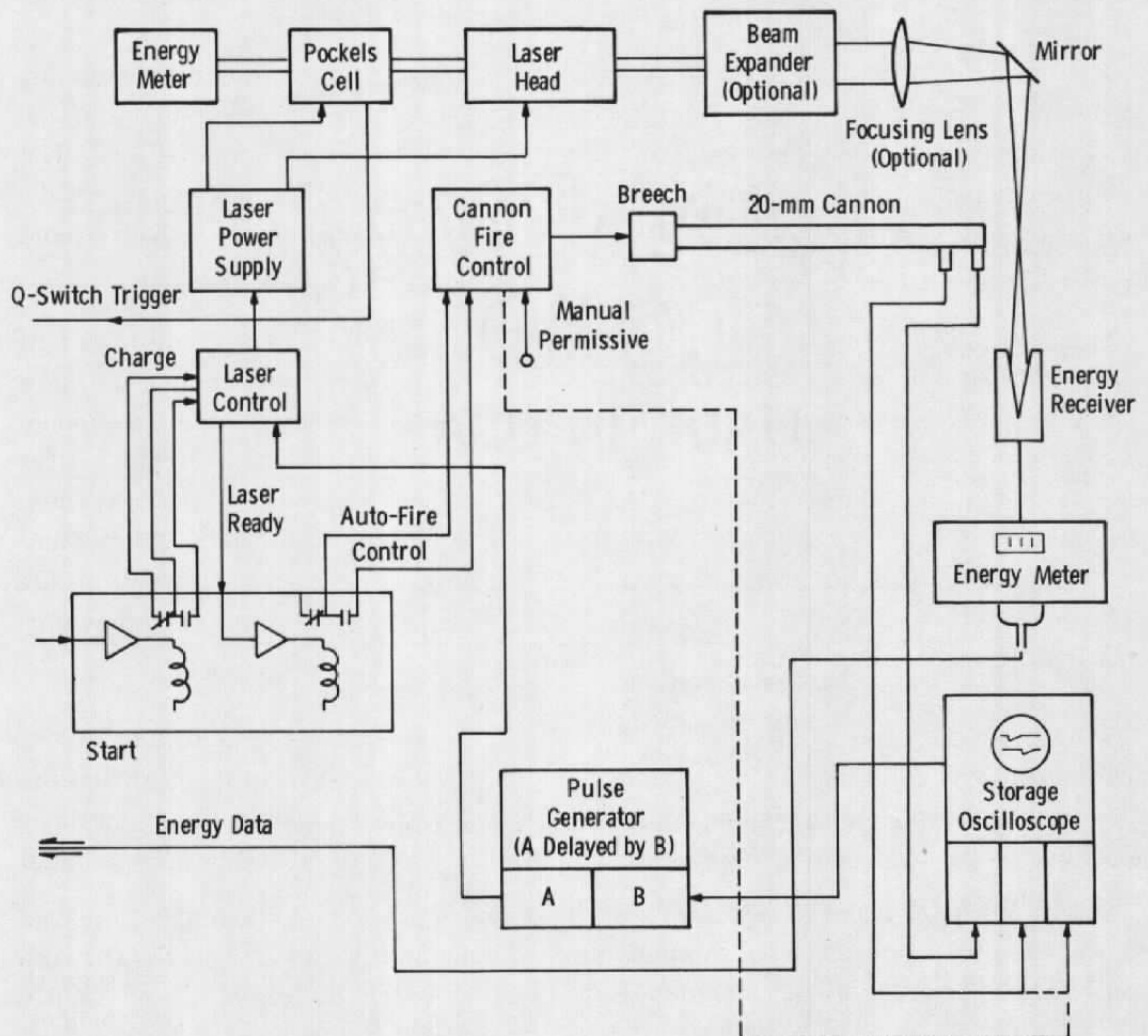 Energy
Meter
Pockels
Cell
Laser
Head
Beam
Expander
(Optional)
Mirror
Focusing Lens
(Optional)
Laser
Power
Supply
Cannon
Fire
Control
Breech
20-mm Cannon
Q-Switch Trigger
Manual
Permissive
Charge
Laser
Control
Energy
Receiver
Laser
Ready
Auto-Fire
Control
Energy Meter
Start
Pulse
Generator
(A Delayed by B)
A
B
Storage
Oscilloscope
Energy Data